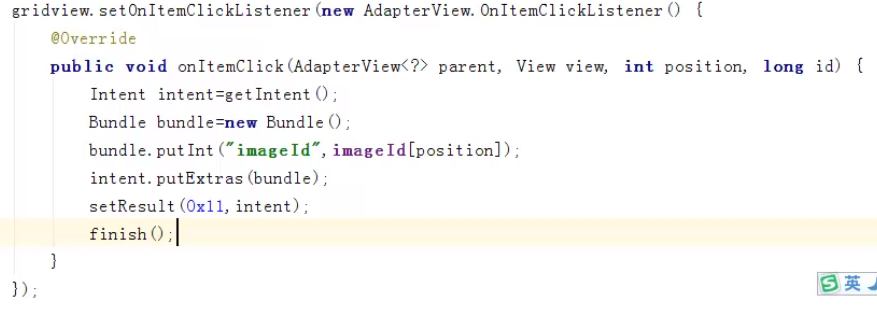 gridview.setOnItemClickListener(new AdapterView.OnItemClickListener() {
@Override
public void onItemClick(AdapterView<?> parent, View view, int position, long id) {
Intent intent=getIntent();
Bundle bundle=new Bundle();
bundle.putInt("imageId",imageId[position]);
intent.putExtras(bundle);
setResult(0x11,intent);
finish();
}
});
S 英